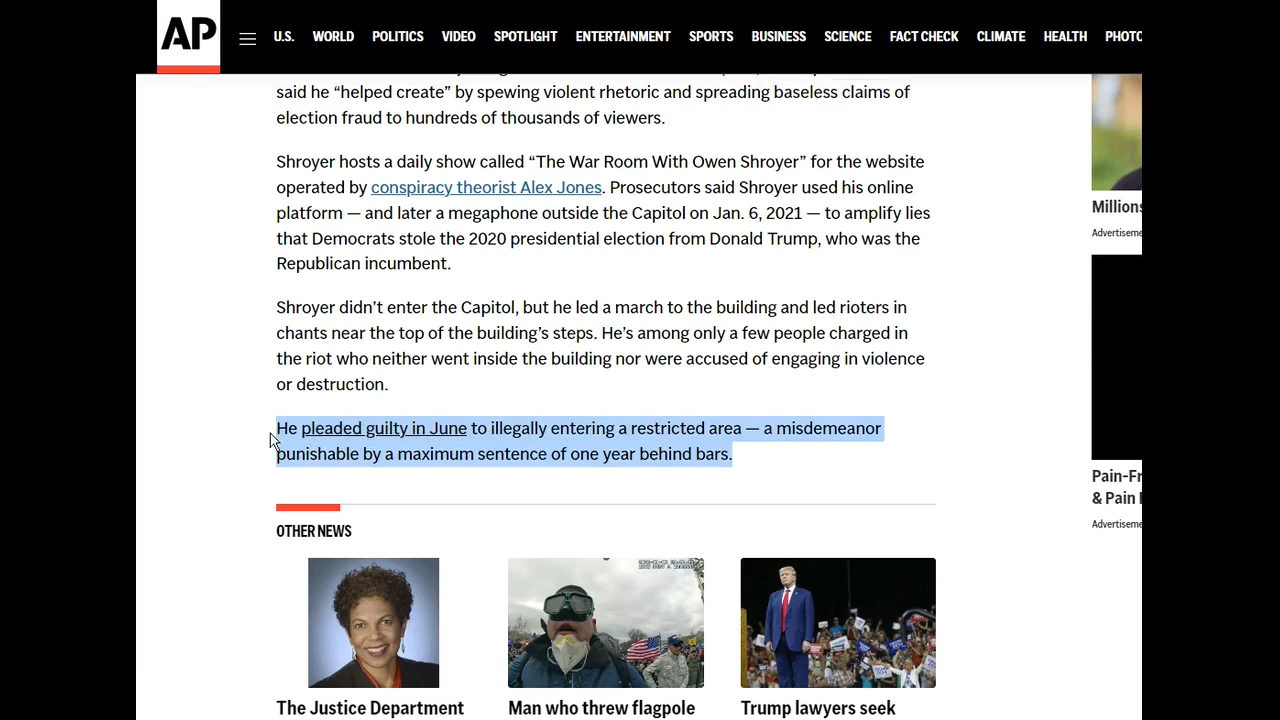 AP
U.S. WORLD POLITICS VIDEO SPOTLIGHT ENTERTAINMENT SPORTS BUSINESS SCIENCE FACT CHECK CLIMATE HEALTH PHOTO
said he “helped create” by spewing violent rhetoric and spreading baseless claims of
election fraud to hundreds of thousands of viewers.
Shroyer hosts a daily show called “The War Room With Owen Shroyer” for the website
operated by conspiracy theorist Alex Jones. Prosecutors said Shroyer used his online
platform — and later a megaphone outside the Capitol on Jan. 6, 2021 — to amplify lies
that Democrats stole the 2020 presidential election from Donald Trump, who was the
Republican incumbent.
Shroyer didn’t enter the Capitol, but he led a march to the building and led rioters in
chants near the top of the building’s steps. He’s among only a few people charged in
the riot who neither went inside the building nor were accused of engaging in violence
or destruction.
He pleaded guilty in June to illegally entering a restricted area — a misdemeanor
punishable by a maximum sentence of one year behind bars.
OTHER NEWS
The Justice Department
Man who threw flagpole
Trump lawyers seek
Millions
Advertiseme
Pain-Fr
& Pain
Advertiseme